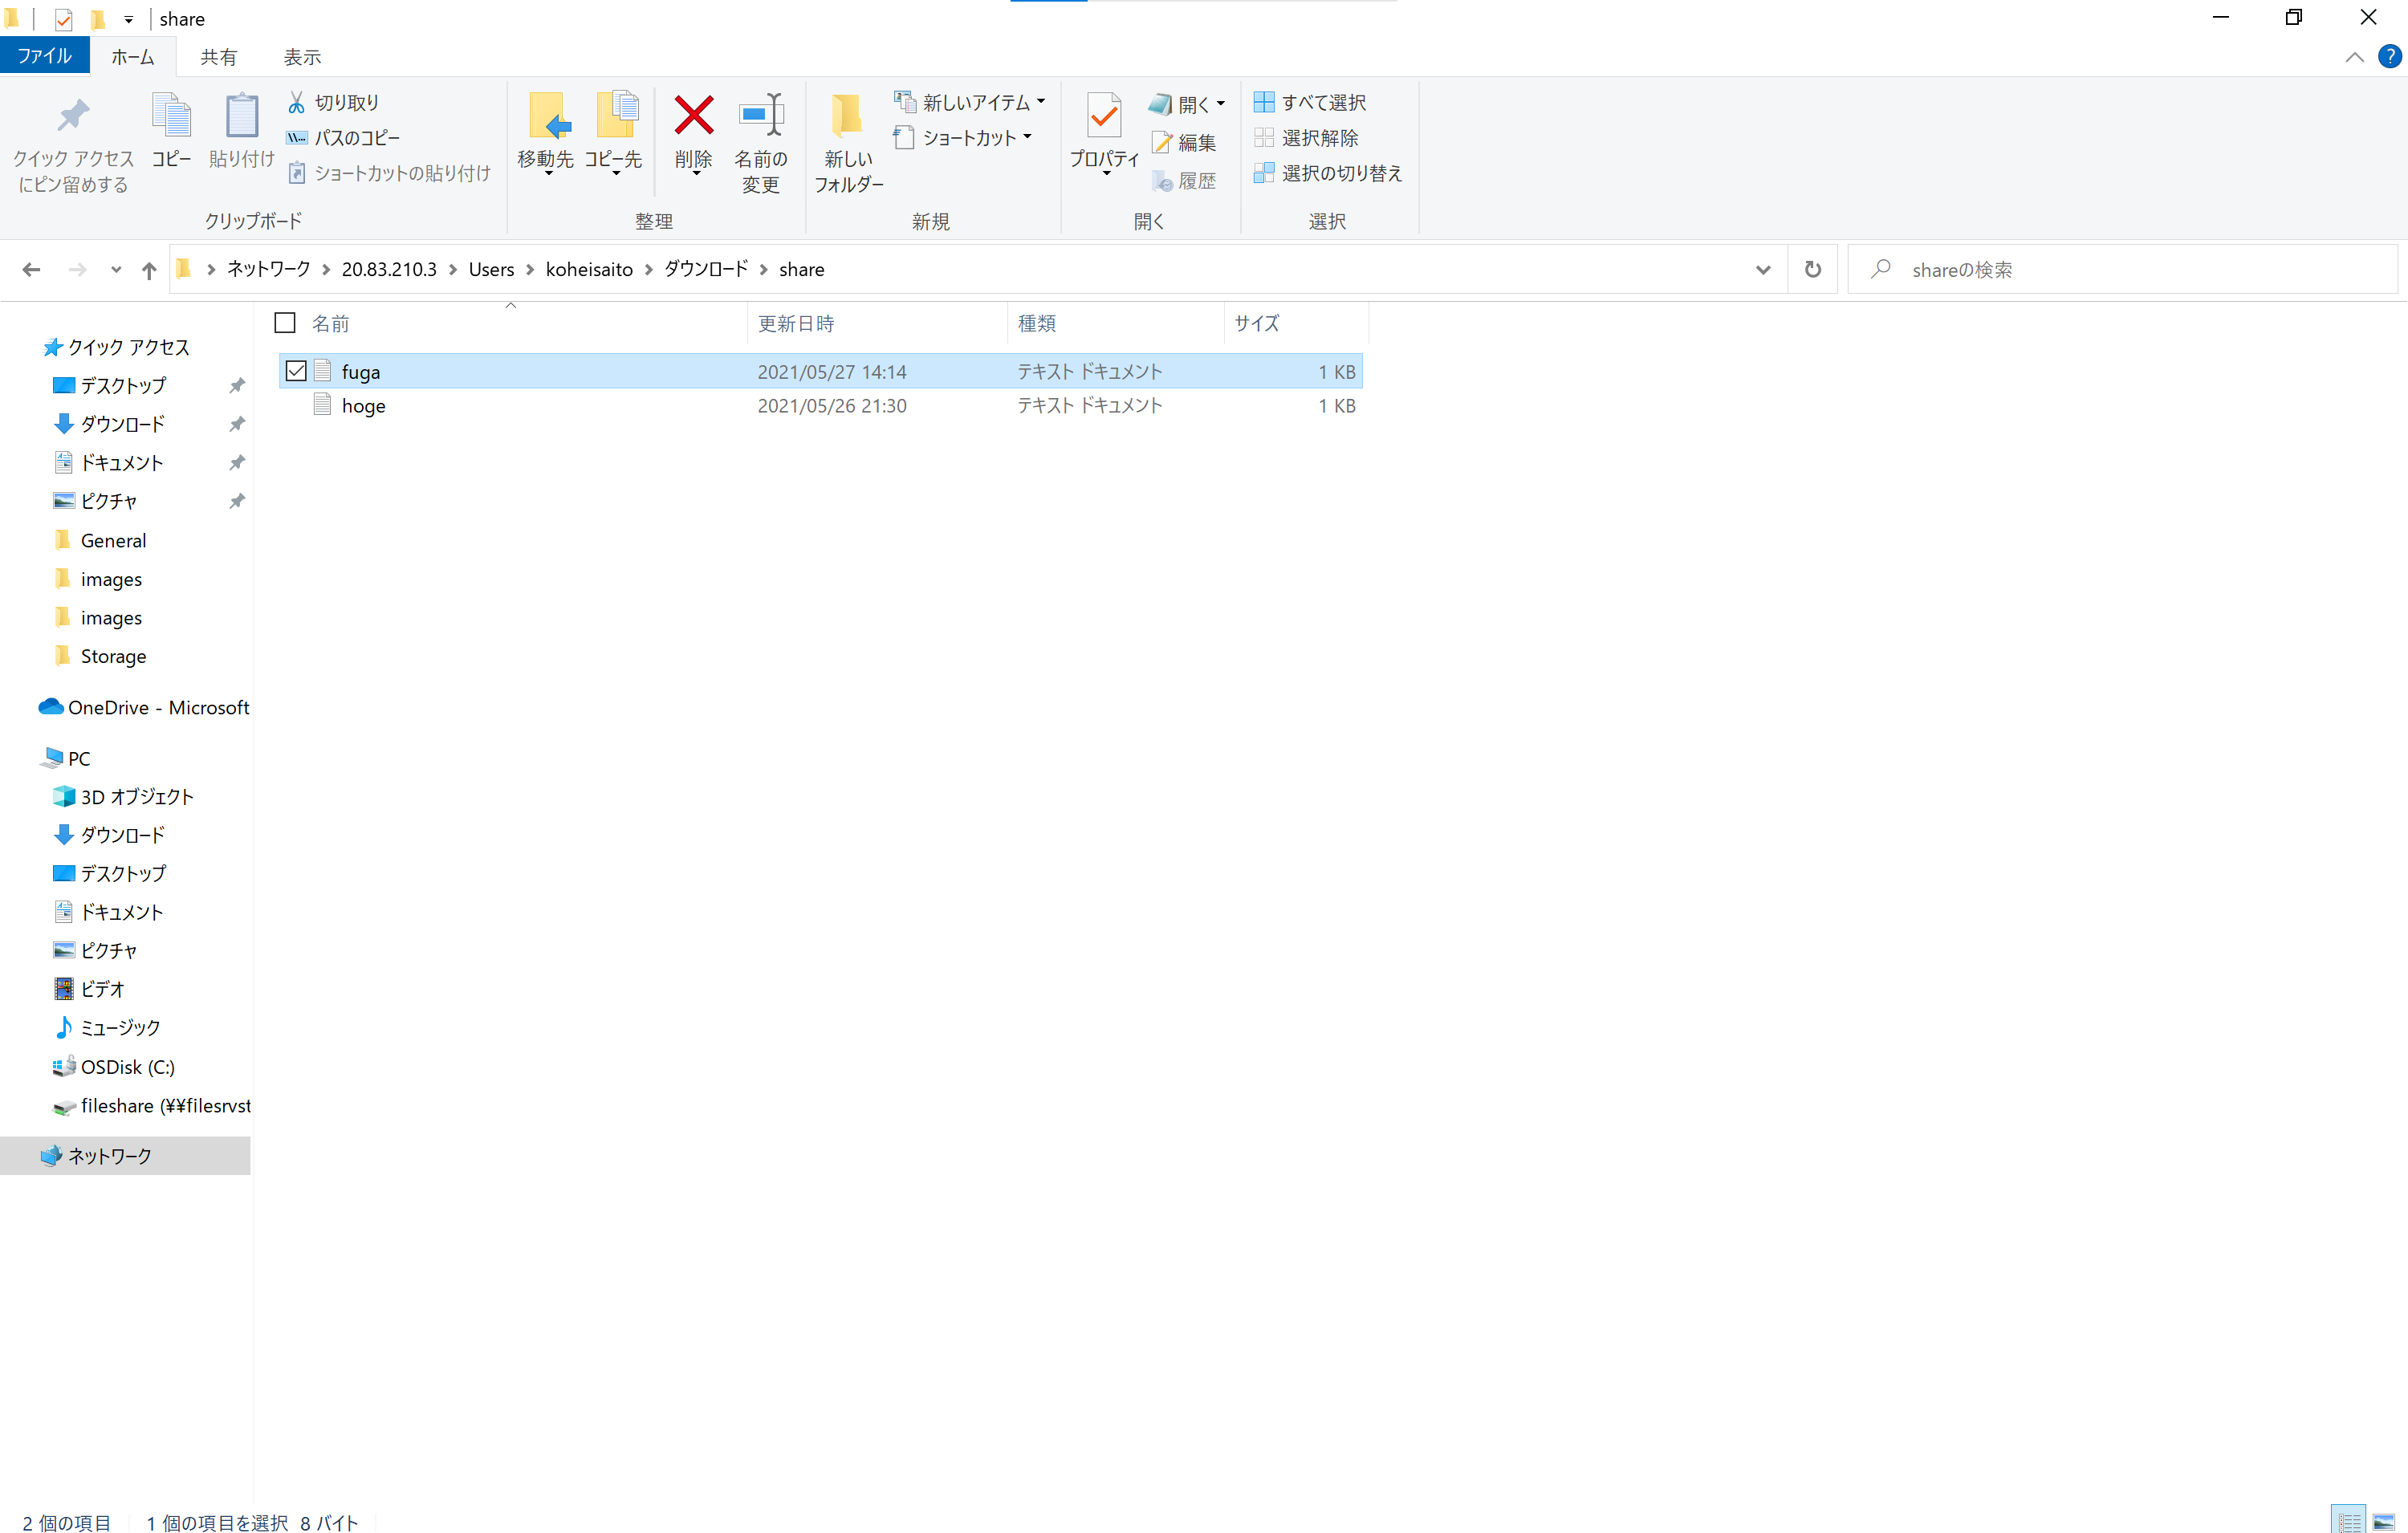 share
ファイル ホーム 共有 表示
クイック アクセス
にピン留めする
コピー
貼り付け
切り取り
パスのコピー
ショートカットの貼り付け
クリップボード
移動先
コピー先
削除
名前の
変更
整理
新しい
フォルダー
新しいアイテム
ショートカット
新規
プロパティ
開く
編集
履歴
開く
すべて選択
選択解除
選択の切り替え
選択
ネットワーク 20.83.210.3 Users koheisaito ダウンロード share
shareの検索
名前 更新日時 種類 サイズ
fuga 2021/05/27 14:14 テキスト ドキュメント 1 KB
hoge 2021/05/26 21:30 テキスト ドキュメント 1 KB
クイック アクセス
デスクトップ
ダウンロード
ドキュメント
ピクチャ
General
images
images
Storage
OneDrive - Microsoft
PC
3D オブジェクト
ダウンロード
デスクトップ
ドキュメント
ピクチャ
ビデオ
ミュージック
OSDisk (C:)
fileshare (¥¥filesrvst
ネットワーク
2 個の項目 1 個の項目を選択 8 バイト